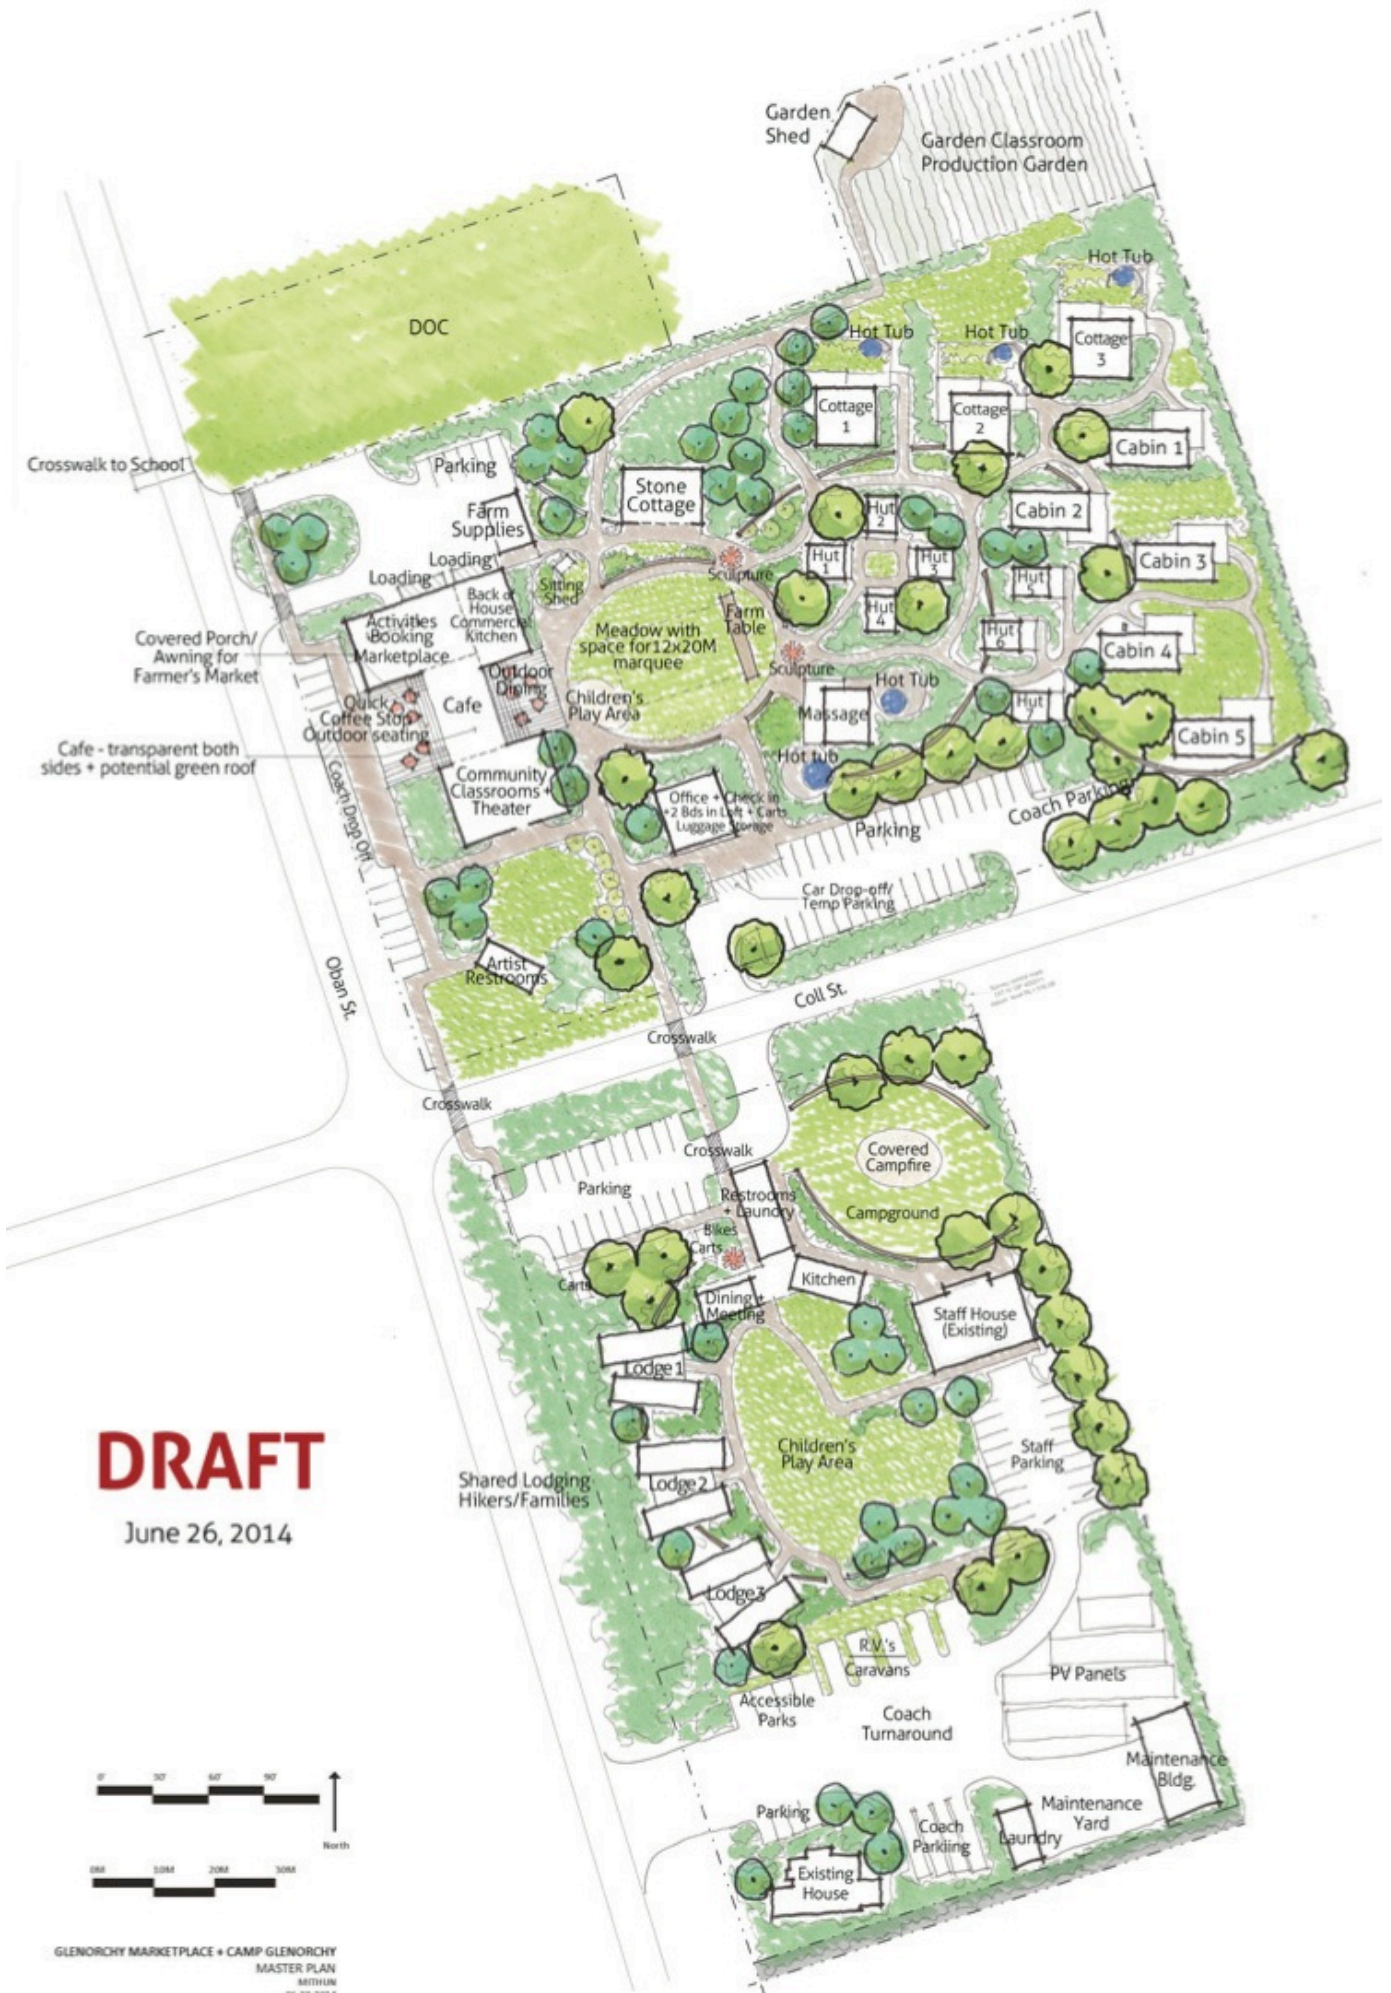 Garden
Shed
Garden Classroom
Production Garden
Hot Tub
DOC
Hot Tub
Hot Tub
Cottage
3
Cottage
1
Cottage
2
Cabin 1
Crosswalk to School
Parking
Stone
Cottage
Farm
Supplies
Hut
2
Cabin 2
Loading
Loading
Sculpture
Hut
1
Hut
3
Cabin 3
Hut
5
Sitting
Shed
Back of
House
Commercial
Kitchen
Activities
Booking
Marketplace
Farm
Table
Hut
4
Meadow with
space for 12x20M
marquee
Hut
6
Cabin 4
Covered Porch/
Awning for
Farmer's Market
Sculpture
Outdoor
Dining
Hot Tub
Children's
Play Area
Quick
Coffee Stop
Outdoor seating
Cafe
Massage
Hut
7
Cabin 5
Cafe - transparent both
sides + potential green roof
Hot tub
Community
Classrooms +
Theater
Coach Drop Off
Office + Check in
+2 Bds in Loft + Carts
Luggage Storage
Coach Parking
Parking
Car Drop-off/
Temp Parking
Artist
Restrooms
Oban St.
Coll St.
Crosswalk
Crosswalk
Crosswalk
Covered
Campfire
Parking
Restrooms
+ Laundry
Campground
Bikes
Carts
Carts
Kitchen
Dining +
Meeting
Staff House
(Existing)
Lodge1
DRAFT
June 26, 2014
Children's
Play Area
Staff
Parking
Shared Lodging
Hikers/Families
Lodge2
Lodge3
R.V.'s
Caravans
PV Panels
Accessible
Parks
Coach
Turnaround
Maintenance
Bldg.
Maintenance
Yard
Parking
Coach
Parkiing
Laundry
Existing
House
0' 30' 60' 90'
North
0M 10M 20M 30M
GLENORCHY MARKETPLACE + CAMP GLENORCHY
MASTER PLAN
MITHUN